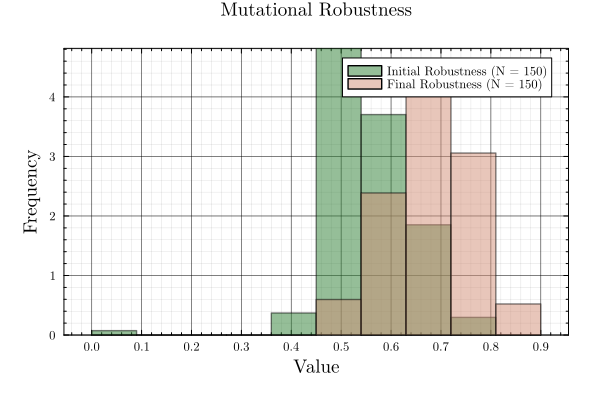 Mutational Robustness
Initial Robustness (N = 150)
Final Robustness (N = 150)
Frequency
4
3
2
1
0
0.0 0.1 0.2 0.3 0.4 0.5 0.6 0.7 0.8 0.9
Value